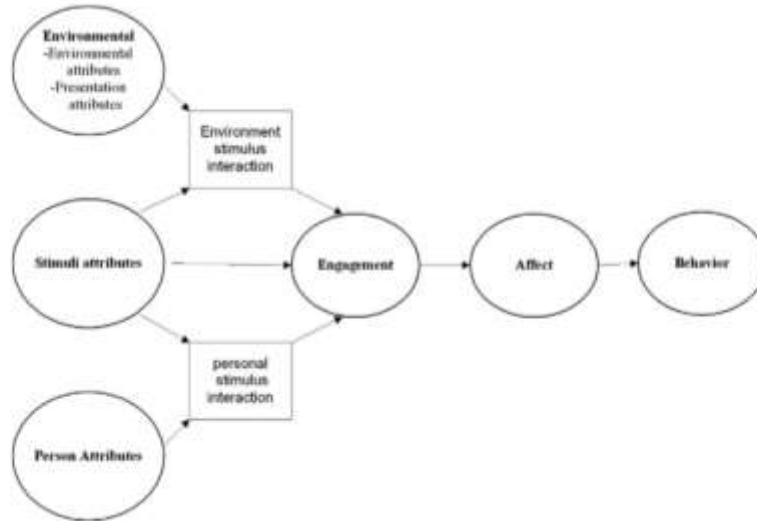 Environmental
-Environmental
attributes
-Presentation
attributes
Environment
stimulus
interaction
Stimuli attributes
Engagement
Affect
Behavior
personal
stimulus
interaction
Person Attributes